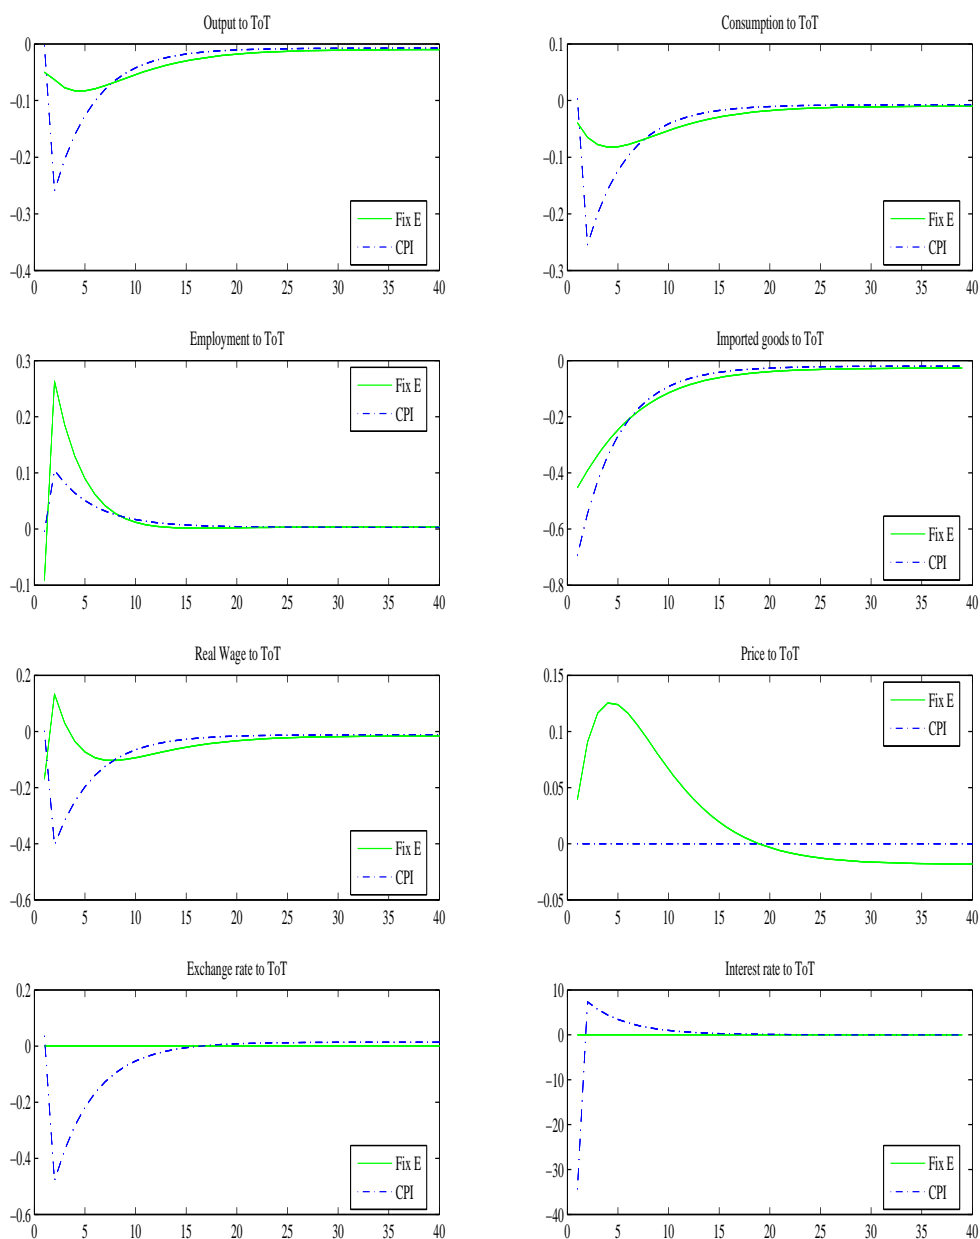 Output to ToT
0
−0.1
−0.2
−0.3
−0.4
0 5 10 15 20 25 30 35 40
Fix E
CPI
Consumption to ToT
0.1
0
−0.1
−0.2
−0.3
0 5 10 15 20 25 30 35 40
Fix E
CPI
Employment to ToT
0.3
0.2
0.1
0
−0.1
0 5 10 15 20 25 30 35 40
Fix E
CPI
Imported goods to ToT
0
−0.2
−0.4
−0.6
−0.8
0 5 10 15 20 25 30 35 40
Fix E
CPI
Real Wage to ToT
0.2
0
−0.2
−0.4
−0.6
0 5 10 15 20 25 30 35 40
Fix E
CPI
Price to ToT
0.15
0.1
0.05
0
−0.05
0 5 10 15 20 25 30 35 40
Fix E
CPI
Exchange rate to ToT
0.2
0
−0.2
−0.4
−0.6
0 5 10 15 20 25 30 35 40
Fix E
CPI
Interest rate to ToT
10
0
−10
−20
−30
−40
0 5 10 15 20 25 30 35 40
Fix E
CPI